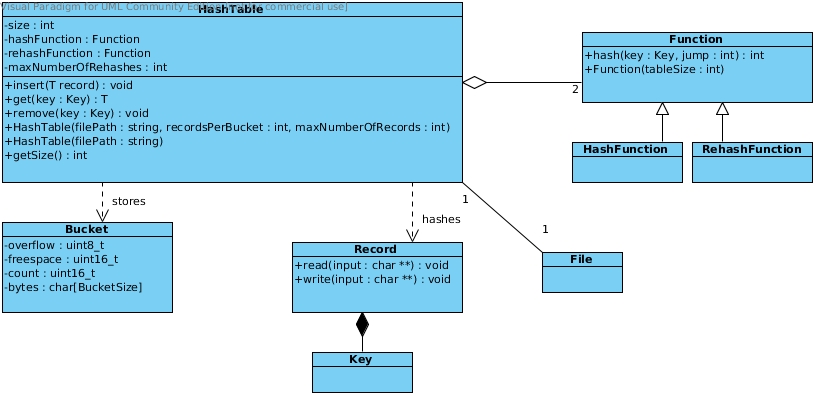 Visual Paradigm for UML Community Edition [not for commercial use]
HashTable
-size : int
-hashFunction : Function
-rehashFunction : Function
-maxNumberOfRehashes : int
+insert(T record) : void
+get(key : Key) : T
+remove(key : Key) : void
+HashTable(filePath : string, recordsPerBucket : int, maxNumberOfRecords : int)
+HashTable(filePath : string)
+getSize() : int
Function
+hash(key : Key, jump : int) : int
+Function(tableSize : int)
2
HashFunction
RehashFunction
stores
hashes
1
1
Bucket
-overflow : uint8_t
-freespace : uint16_t
-count : uint16_t
-bytes : char[BucketSize]
Record
+read(input : char **) : void
+write(input : char **) : void
File
Key